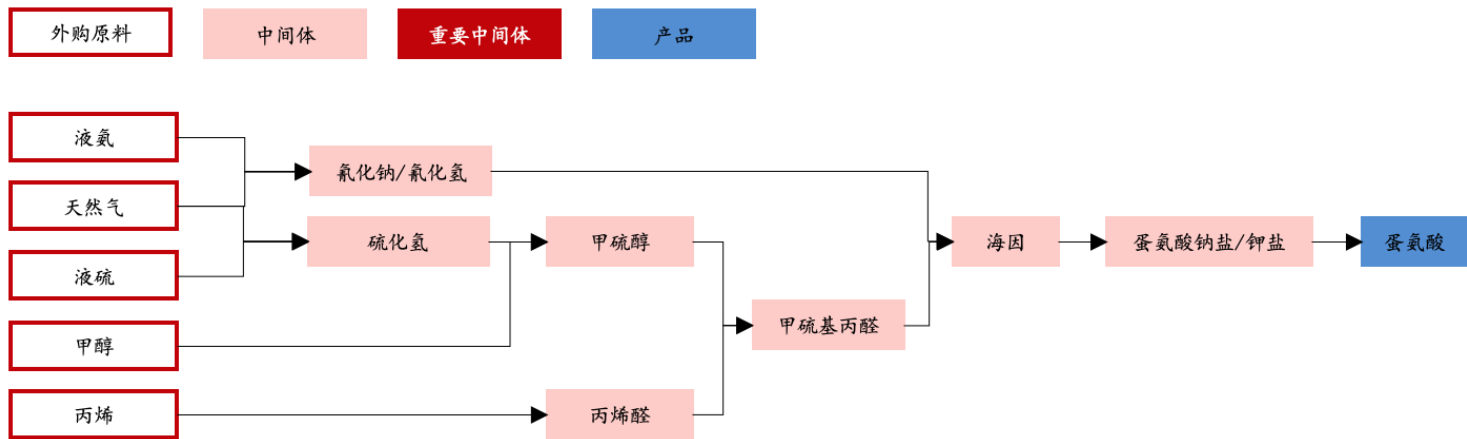 外购原料
中间体
重要中间体
产品
液氨
天然气
液硫
甲醇
丙烯
氰化钠/氰化氢
硫化氢
甲硫醇
丙烯醛
甲硫基丙醛
海因
蛋氨酸钠盐/钾盐
蛋氨酸